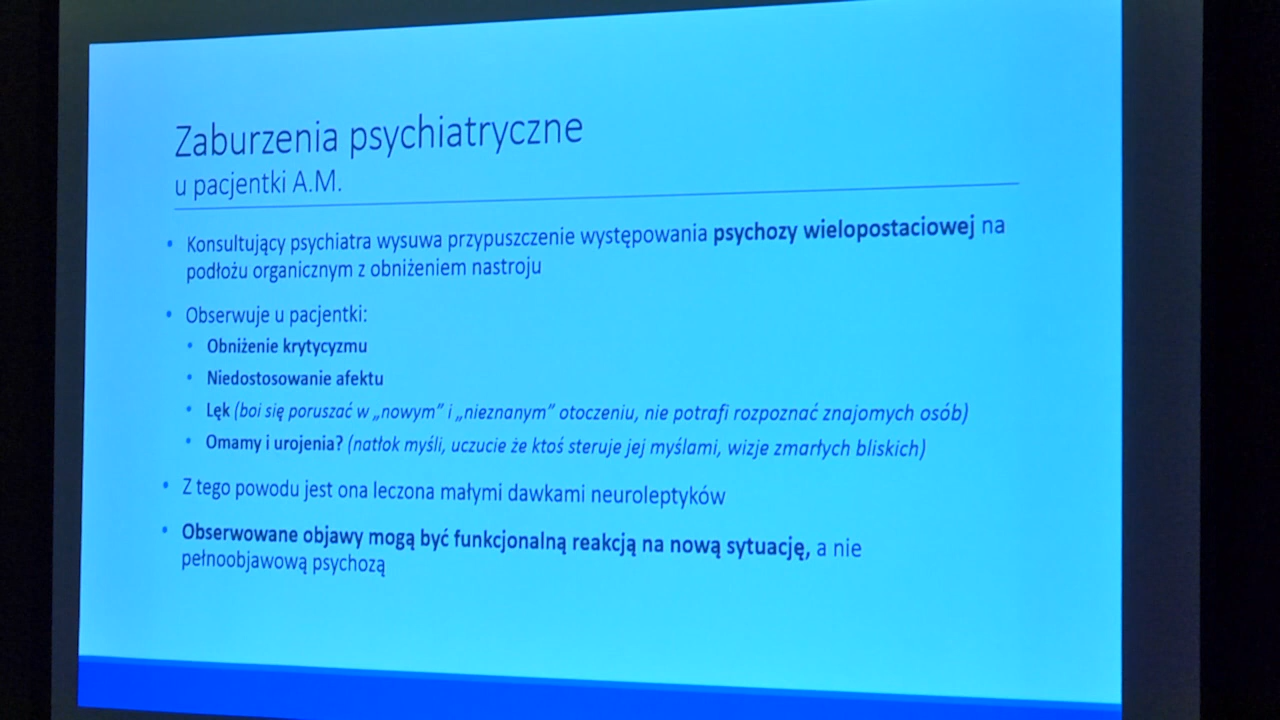 Zaburzenia psychiatryczne
u pacjentki A.M.
• Konsultujący psychiatra wysuwa przypuszczenie występowania psychozy wielopostaciowej na
podłożu organicznym z obniżeniem nastroju
• Obserwuje u pacjentki:
• Obniżenie krytycyzmu
• Niedostosowanie afektu
• Lęk (boi się poruszać w „nowym” i „nieznanym” otoczeniu, nie potrafi rozpoznać znajomych osób)
• Omamy i urojenia? (natłok myśli, uczucie że ktoś steruje jej myślami, wizje zmarłych bliskich)
• Z tego powodu jest ona leczona małymi dawkami neuroleptyków
• Obserwowane objawy mogą być funkcjonalną reakcją na nową sytuację, a nie
pełnoobjawową psychozą